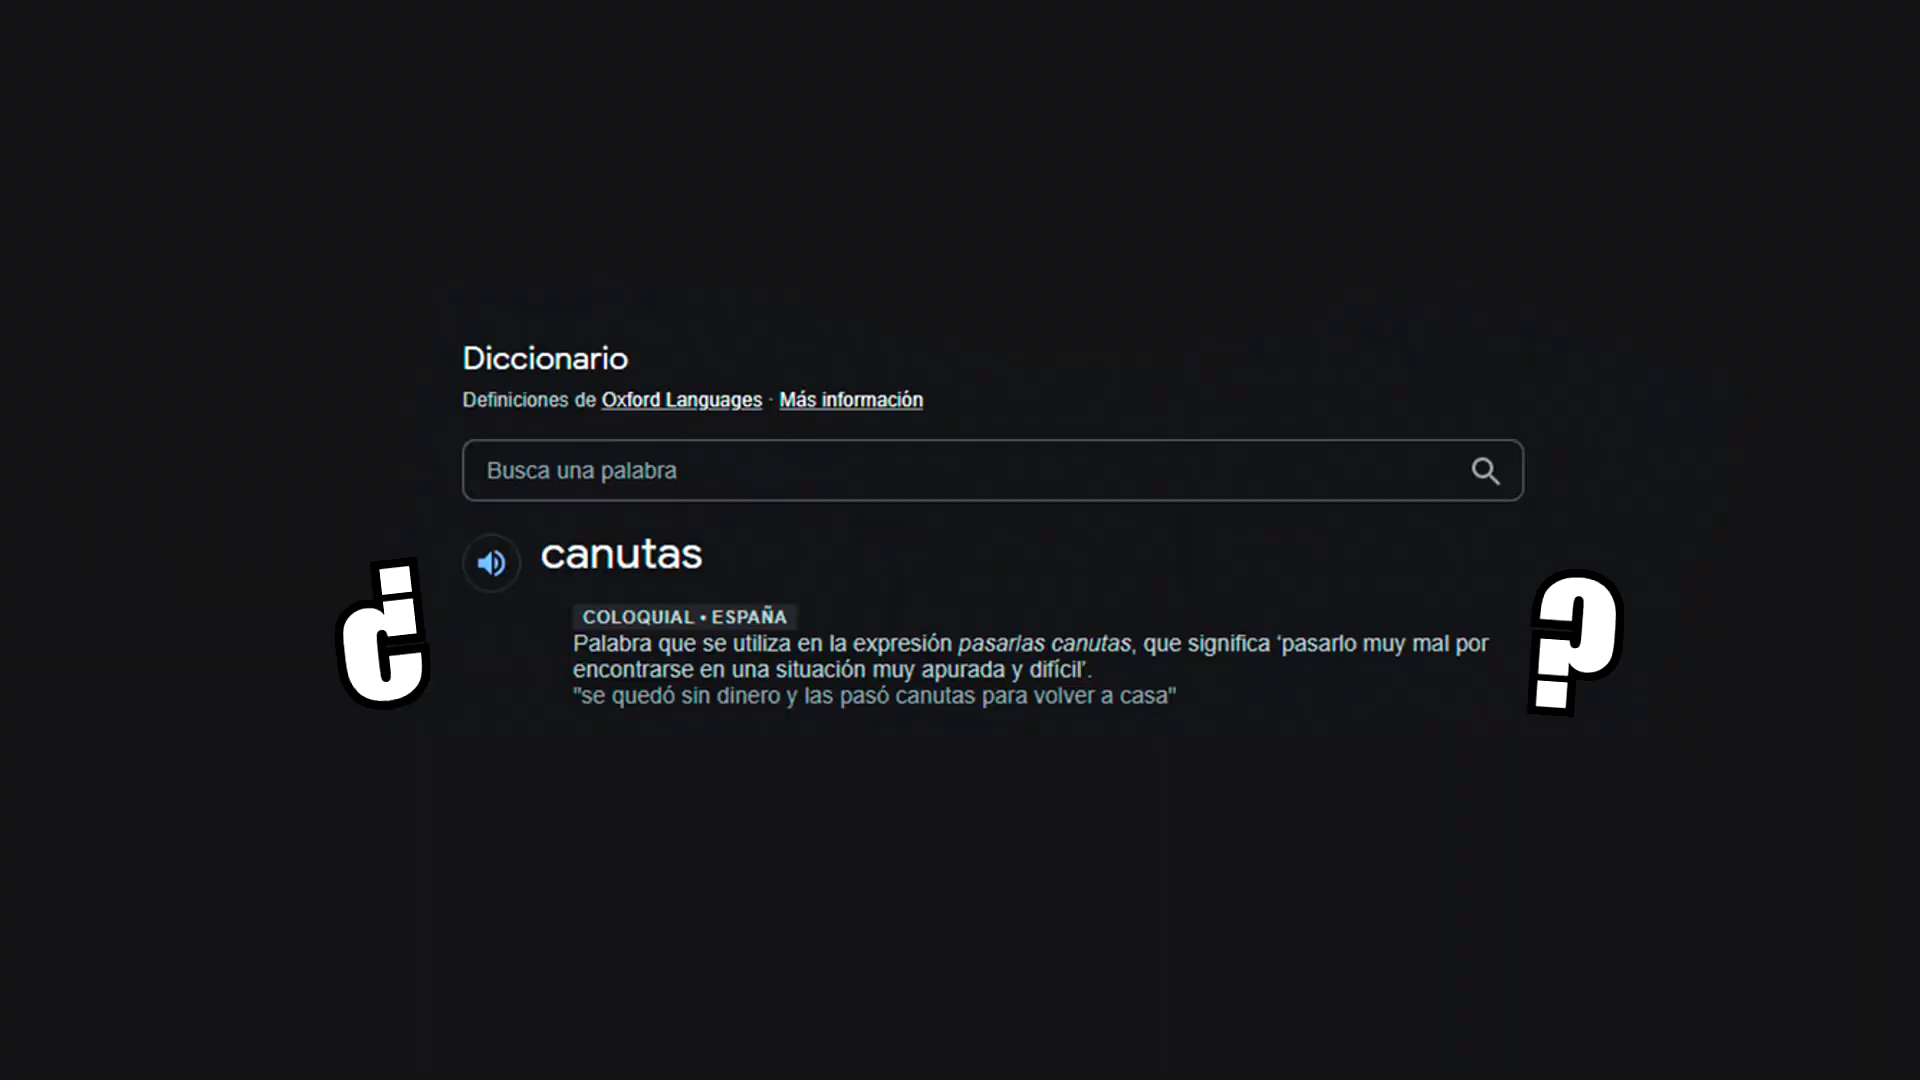 Diccionario
Definiciones de Oxford Languages · Más información
Busca una palabra
canutas
COLOQUIAL • ESPAÑA
Palabra que se utiliza en la expresión pasarlas canutas, que significa ‘pasarlo muy mal por
encontrarse en una situación muy apurada y difícil’.
"se quedó sin dinero y las pasó canutas para volver a casa"
¿ ?